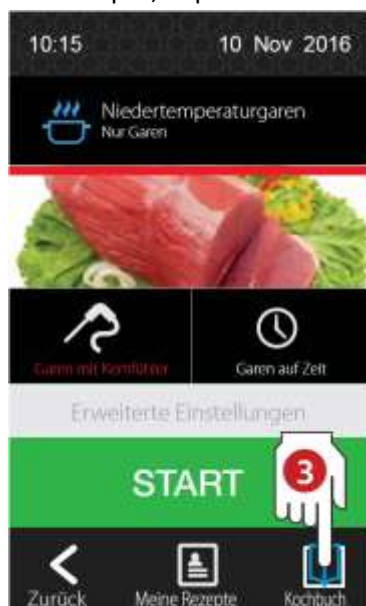 10:15 10 Nov 2016
Niedertemperaturgaren
Nur Garen
Garen mit Kernfühler Garen auf Zeit
Erweiterte Einstellungen
START 3
Zurück Meine Rezepte Kochbuch